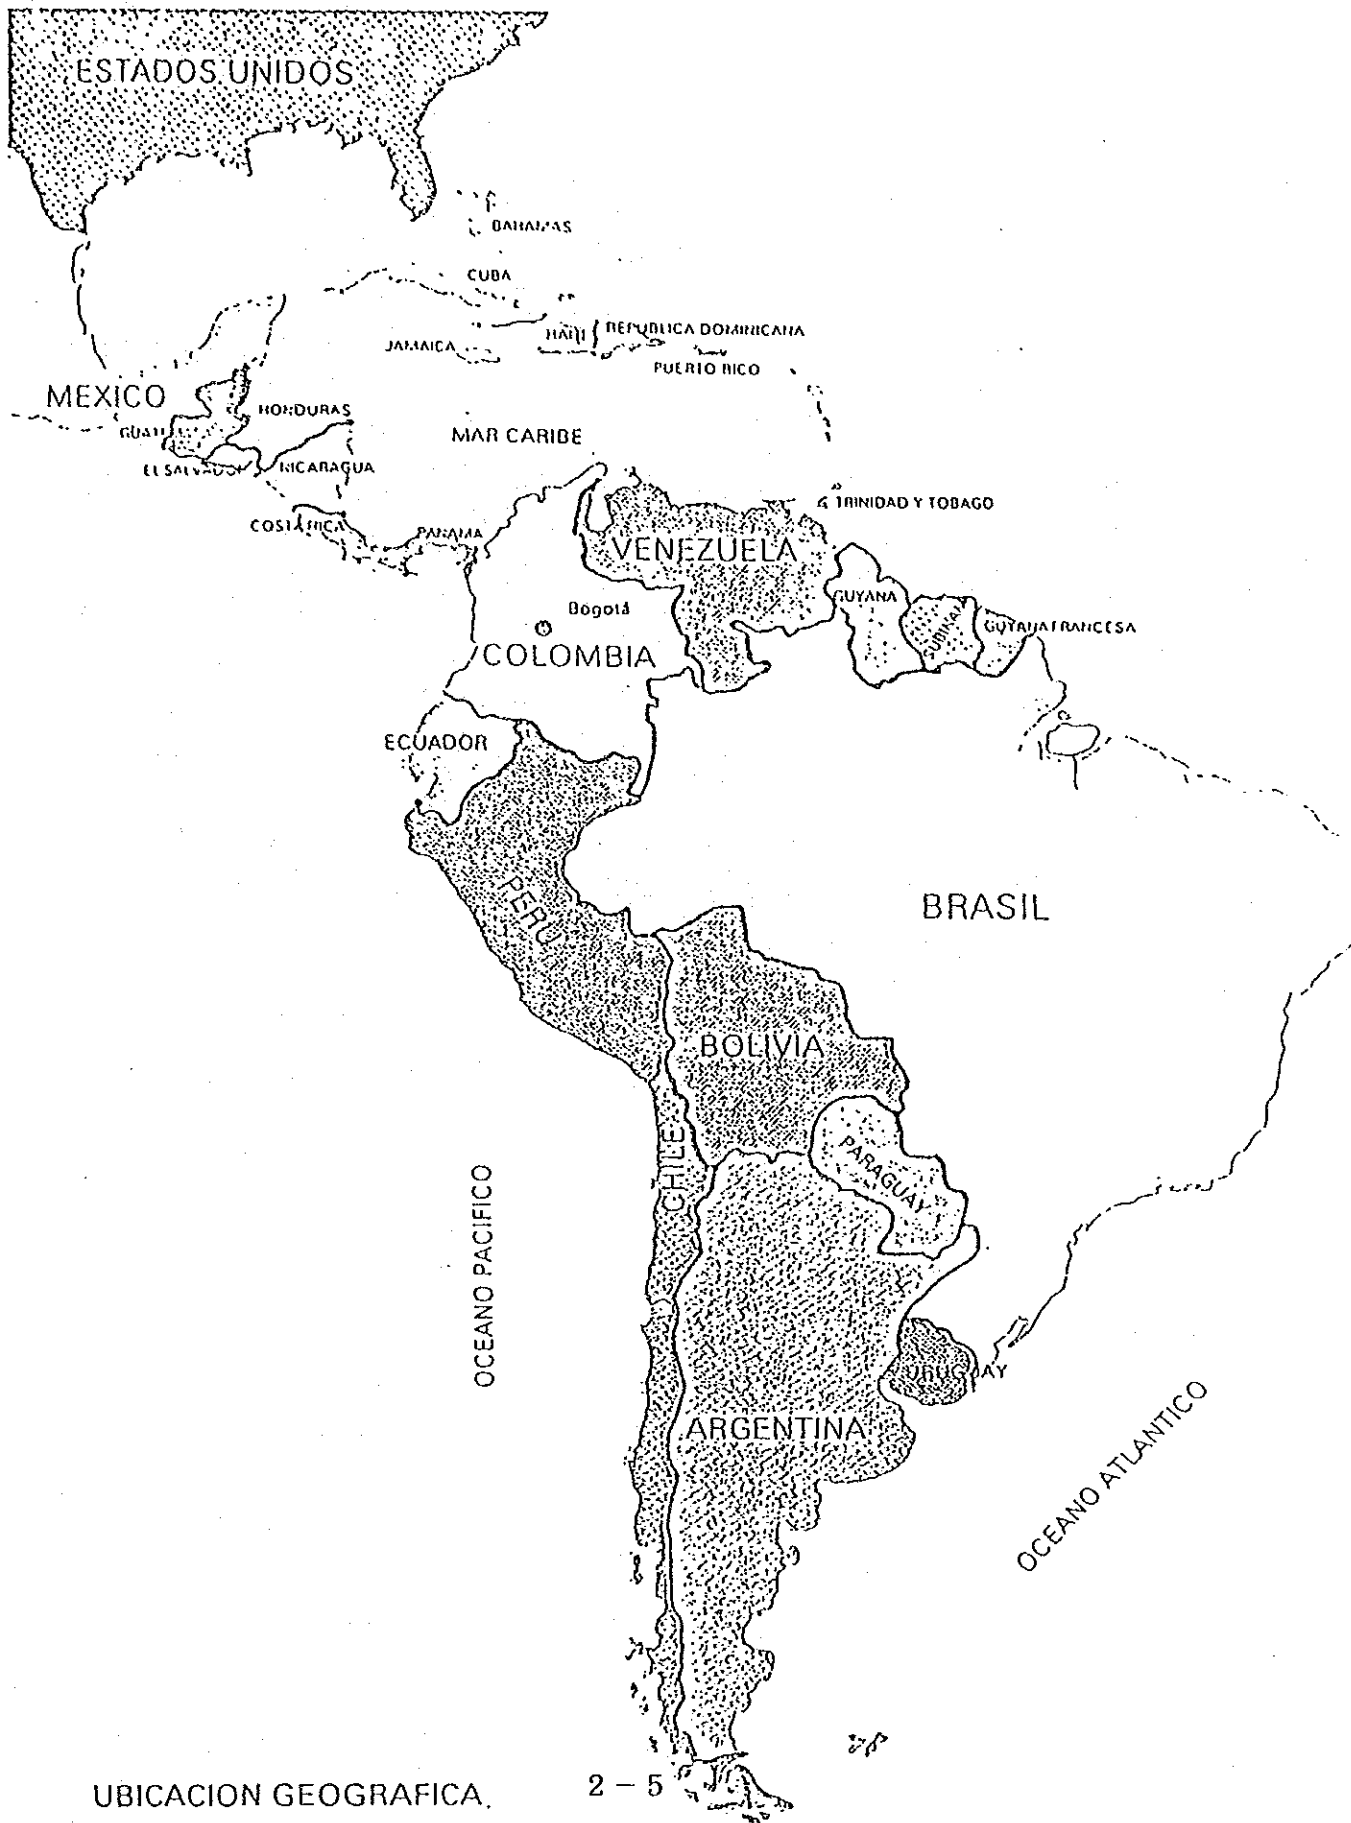 ESTADOS UNIDOS
BAHAMAS
CUBA
HAITI
REPUBLICA DOMINICANA
JAMAICA
PUERTO RICO
MEXICO
HONDURAS
GUAT
MAR CARIBE
EL SALVADOR
NICARAGUA
TRINIDAD Y TOBAGO
COSTA RICA
PANAMA
VENEZUELA
GUYANA
SURINAM
GUYANA FRANCESA
Bogotá
COLOMBIA
ECUADOR
PERU
BRASIL
BOLIVIA
CHILE
PARAGUAY
OCEANO PACIFICO
URUGUAY
ARGENTINA
OCEANO ATLANTICO
UBICACION GEOGRAFICA.
2 - 5